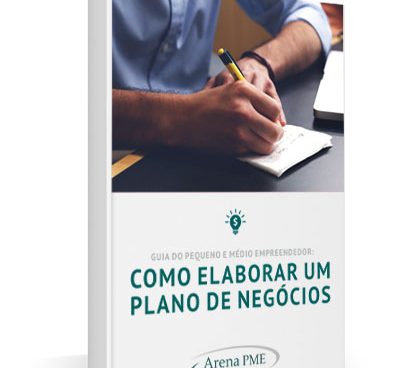 $
GUIA DO PEQUENO E MÉDIO EMPREENDEDOR:
COMO ELABORAR UM
PLANO DE NEGÓCIOS
Arena PME